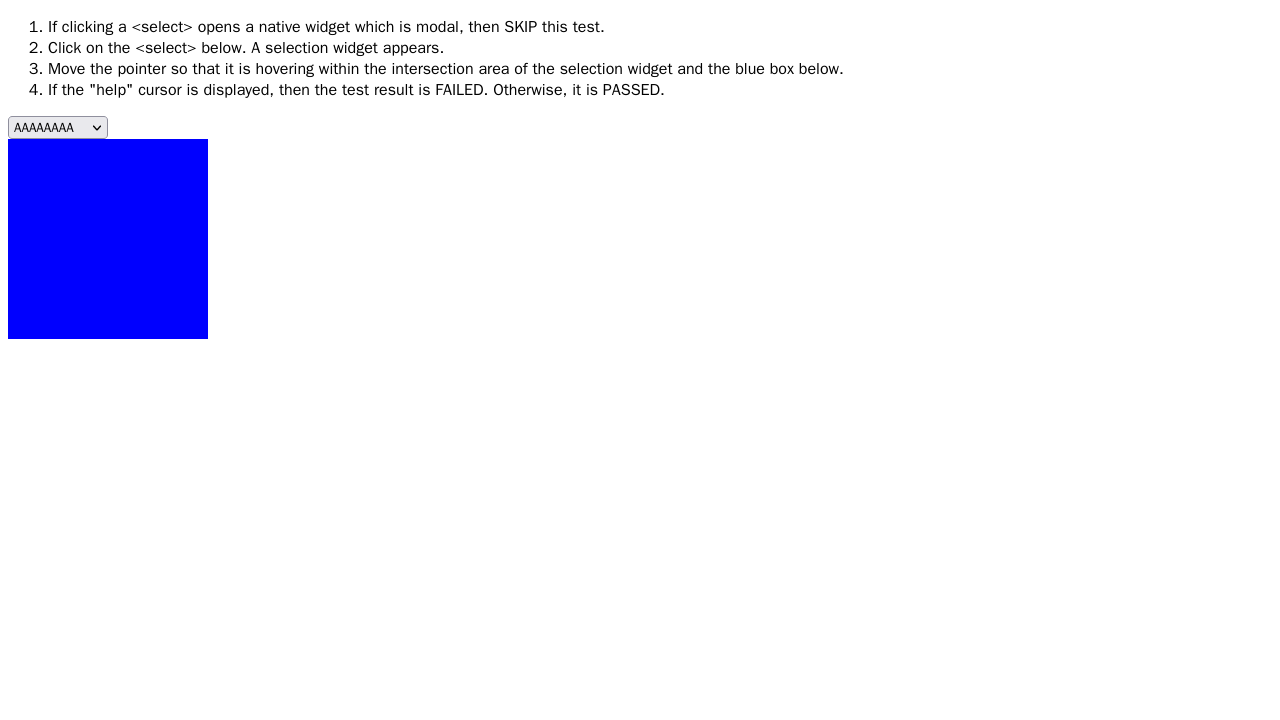 1. If clicking a <select> opens a native widget which is modal, then SKIP this test.
2. Click on the <select> below. A selection widget appears.
3. Move the pointer so that it is hovering within the intersection area of the selection widget and the blue box below.
4. If the "help" cursor is displayed, then the test result is FAILED. Otherwise, it is PASSED.
AAAAAAAA